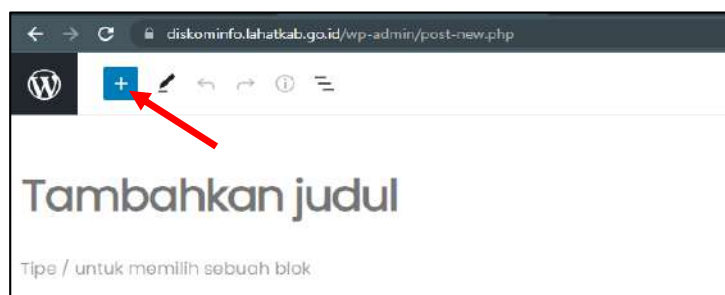 diskominfo.lahatkab.go.id/wp-admin/post-new.php
Tambahkan judul
Tipe / untuk memilih sebuah blok